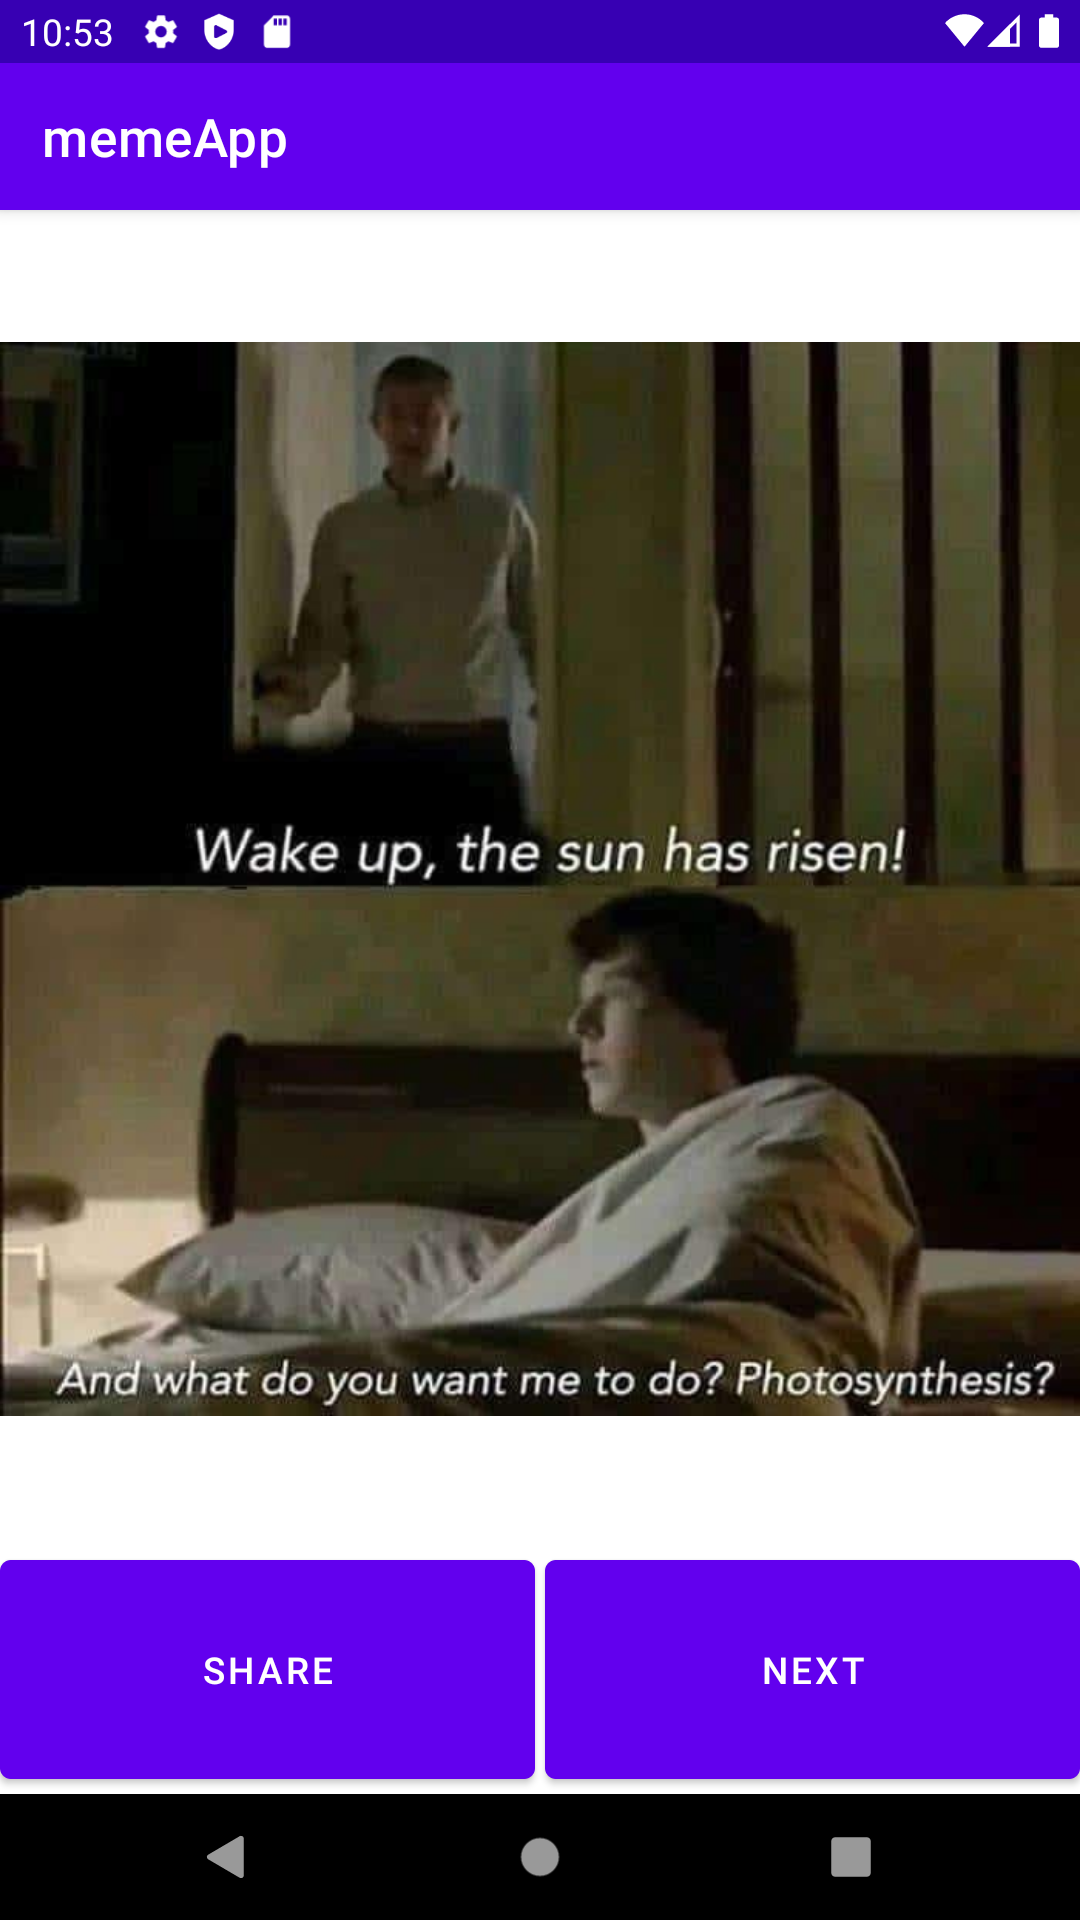 10:53
memeApp
Wake up, the sun has risen!
And what do you want me to do? Photosynthesis?
SHARE
NEXT